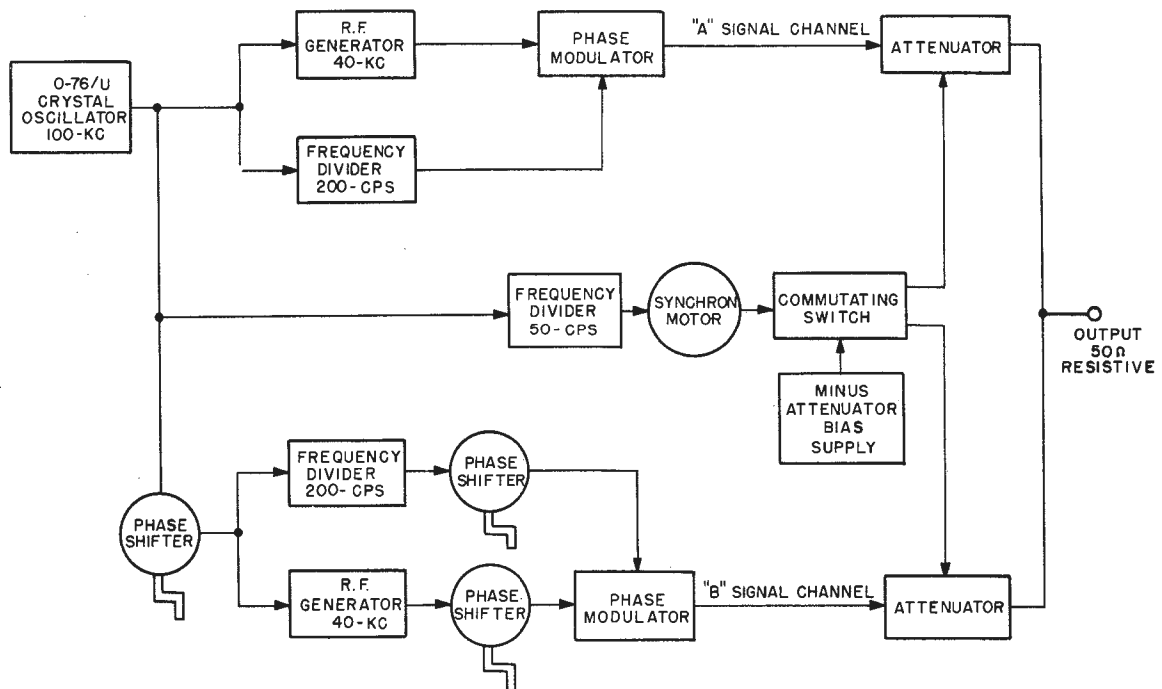 0-76/U
CRYSTAL
OSCILLATOR
100-KC
R.F.
GENERATOR
40-KC
PHASE
MODULATOR
"A" SIGNAL CHANNEL
ATTENUATOR
FREQUENCY
DIVIDER
200-CPS
FREQUENCY
DIVIDER
50-CPS
SYNCHRON
MOTOR
COMMUTATING
SWITCH
OUTPUT
50Ω
RESISTIVE
MINUS
ATTENUATOR
BIAS
SUPPLY
PHASE
SHIFTER
FREQUENCY
DIVIDER
200-CPS
PHASE
SHIFTER
R.F.
GENERATOR
40-KC
PHASE
SHIFTER
PHASE
MODULATOR
"B" SIGNAL CHANNEL
ATTENUATOR